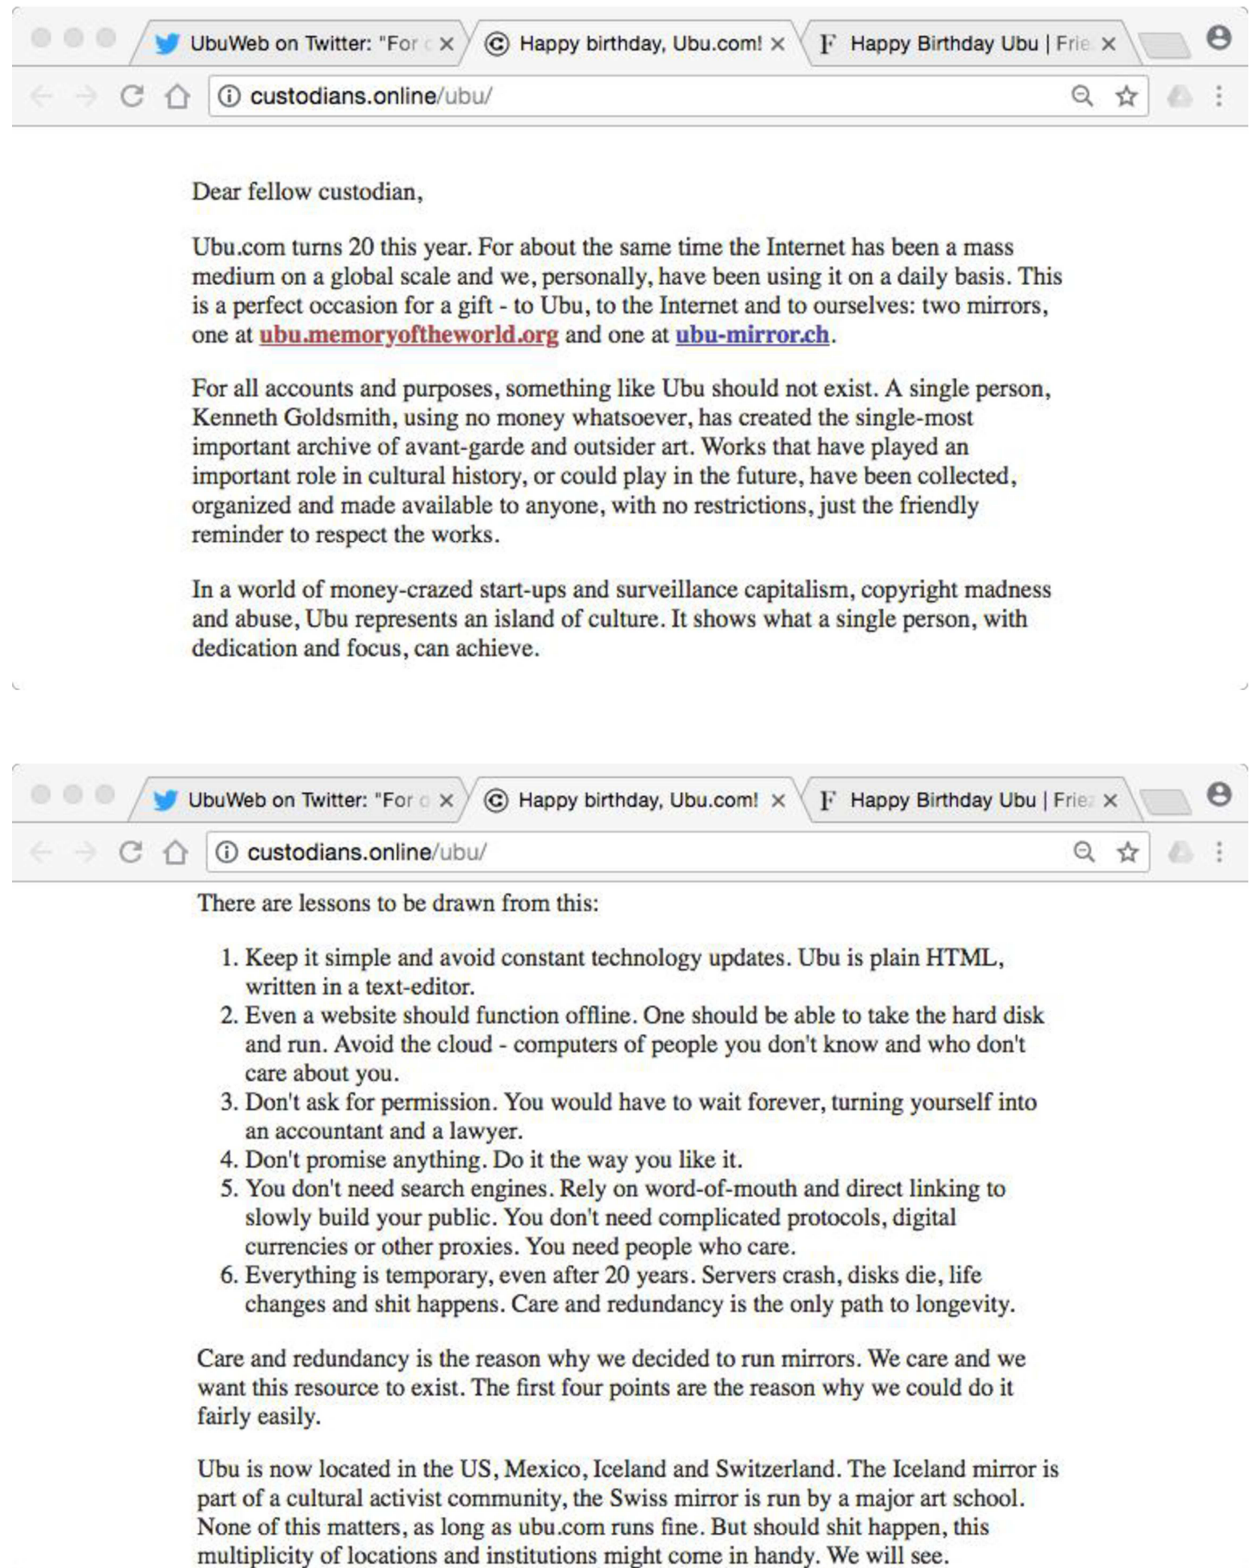 UbuWeb on Twitter: "For
Happy birthday, Ubu.com!
Happy Birthday Ubu | Frie
custodians.online/ubu/
Dear fellow custodian,
Ubu.com turns 20 this year. For about the same time the Internet has been a mass
medium on a global scale and we, personally, have been using it on a daily basis. This
is a perfect occasion for a gift - to Ubu, to the Internet and to ourselves: two mirrors,
one at ubu.memoryoftheworld.org and one at ubu-mirror.ch.
For all accounts and purposes, something like Ubu should not exist. A single person,
Kenneth Goldsmith, using no money whatsoever, has created the single-most
important archive of avant-garde and outsider art. Works that have played an
important role in cultural history, or could play in the future, have been collected,
organized and made available to anyone, with no restrictions, just the friendly
reminder to respect the works.
In a world of money-crazed start-ups and surveillance capitalism, copyright madness
and abuse, Ubu represents an island of culture. It shows what a single person, with
dedication and focus, can achieve.
UbuWeb on Twitter: "For
Happy birthday, Ubu.com!
Happy Birthday Ubu | Frie
custodians.online/ubu/
There are lessons to be drawn from this:
1. Keep it simple and avoid constant technology updates. Ubu is plain HTML,
written in a text-editor.
2. Even a website should function offline. One should be able to take the hard disk
and run. Avoid the cloud - computers of people you don't know and who don't
care about you.
3. Don't ask for permission. You would have to wait forever, turning yourself into
an accountant and a lawyer.
4. Don't promise anything. Do it the way you like it.
5. You don't need search engines. Rely on word-of-mouth and direct linking to
slowly build your public. You don't need complicated protocols, digital
currencies or other proxies. You need people who care.
6. Everything is temporary, even after 20 years. Servers crash, disks die, life
changes and shit happens. Care and redundancy is the only path to longevity.
Care and redundancy is the reason why we decided to run mirrors. We care and we
want this resource to exist. The first four points are the reason why we could do it
fairly easily.
Ubu is now located in the US, Mexico, Iceland and Switzerland. The Iceland mirror is
part of a cultural activist community, the Swiss mirror is run by a major art school.
None of this matters, as long as ubu.com runs fine. But should shit happen, this
multiplicity of locations and institutions might come in handy. We will see.